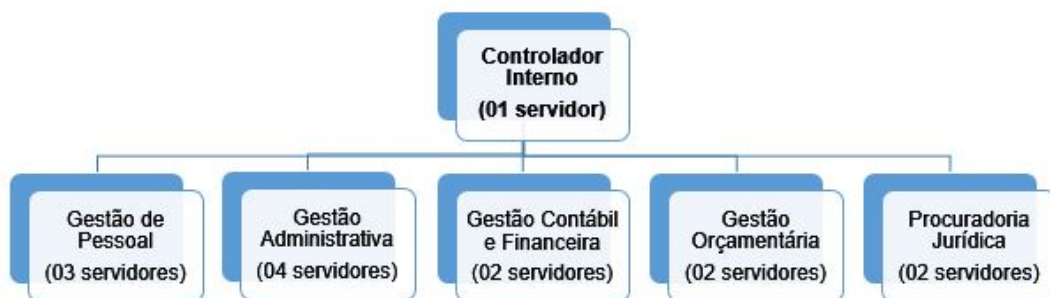 Controlador
Interno
(01 servidor)
Gestão de
Pessoal
(03 servidores)
Gestão
Administrativa
(04 servidores)
Gestão Contábil
e Financeira
(02 servidores)
Gestão
Orçamentária
(02 servidores)
Procuradoria
Jurídica
(02 servidores)